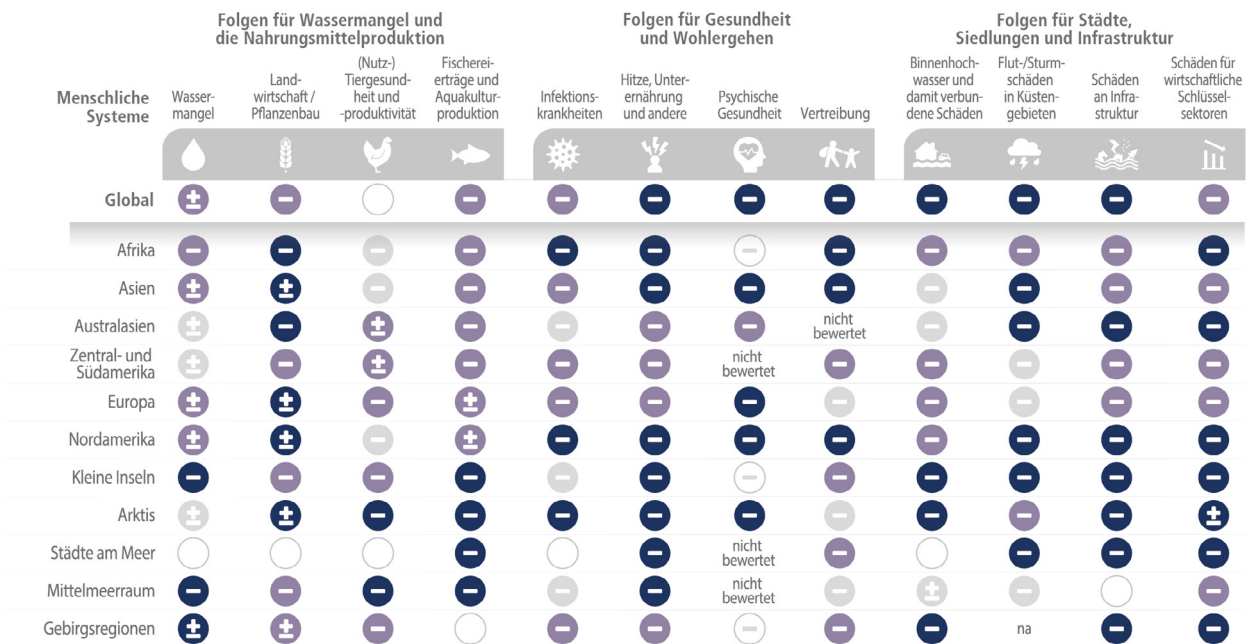 Folgen für Wassermangel und
die Nahrungsmittelproduktion
Folgen für Gesundheit
und Wohlergehen
Folgen für Städte,
Siedlungen und Infrastruktur
Menschliche
Systeme
Wasser-
mangel
Land-
wirtschaft /
Pflanzenbau
(Nutz-)
Tiergesund-
heit und
-produktivität
Fischerei-
erträge und
Aquakultur-
produktion
Infektions-
krankheiten
Hitze, Unter-
ernährung
und andere
Psychische
Gesundheit
Vertreibung
Binnenhoch-
wasser und
damit verbun-
dene Schäden
Flut-/Sturm-
schäden
in Küsten-
gebieten
Schäden
an Infra-
struktur
Schäden für
wirtschaftliche
Schlüssel-
sektoren
Global
Afrika
Asien
Australasien
nicht
bewertet
Zentral- und
Südamerika
nicht
bewertet
Europa
Nordamerika
Kleine Inseln
Arktis
Städte am Meer
nicht
bewertet
Mittelmeerraum
nicht
bewertet
Gebirgsregionen
na